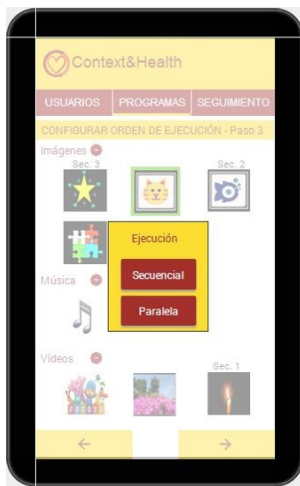 Context&Health
USUARIOS PROGRAMAS SEGUIMIENTO
CONFIGURAR ORDEN DE EJECUCIÓN - Paso 3
Imágenes
Sec. 3 Sec. 2
Ejecución
Secuencial
Música
Paralela
Vídeos
Sec. 1
POCOYO